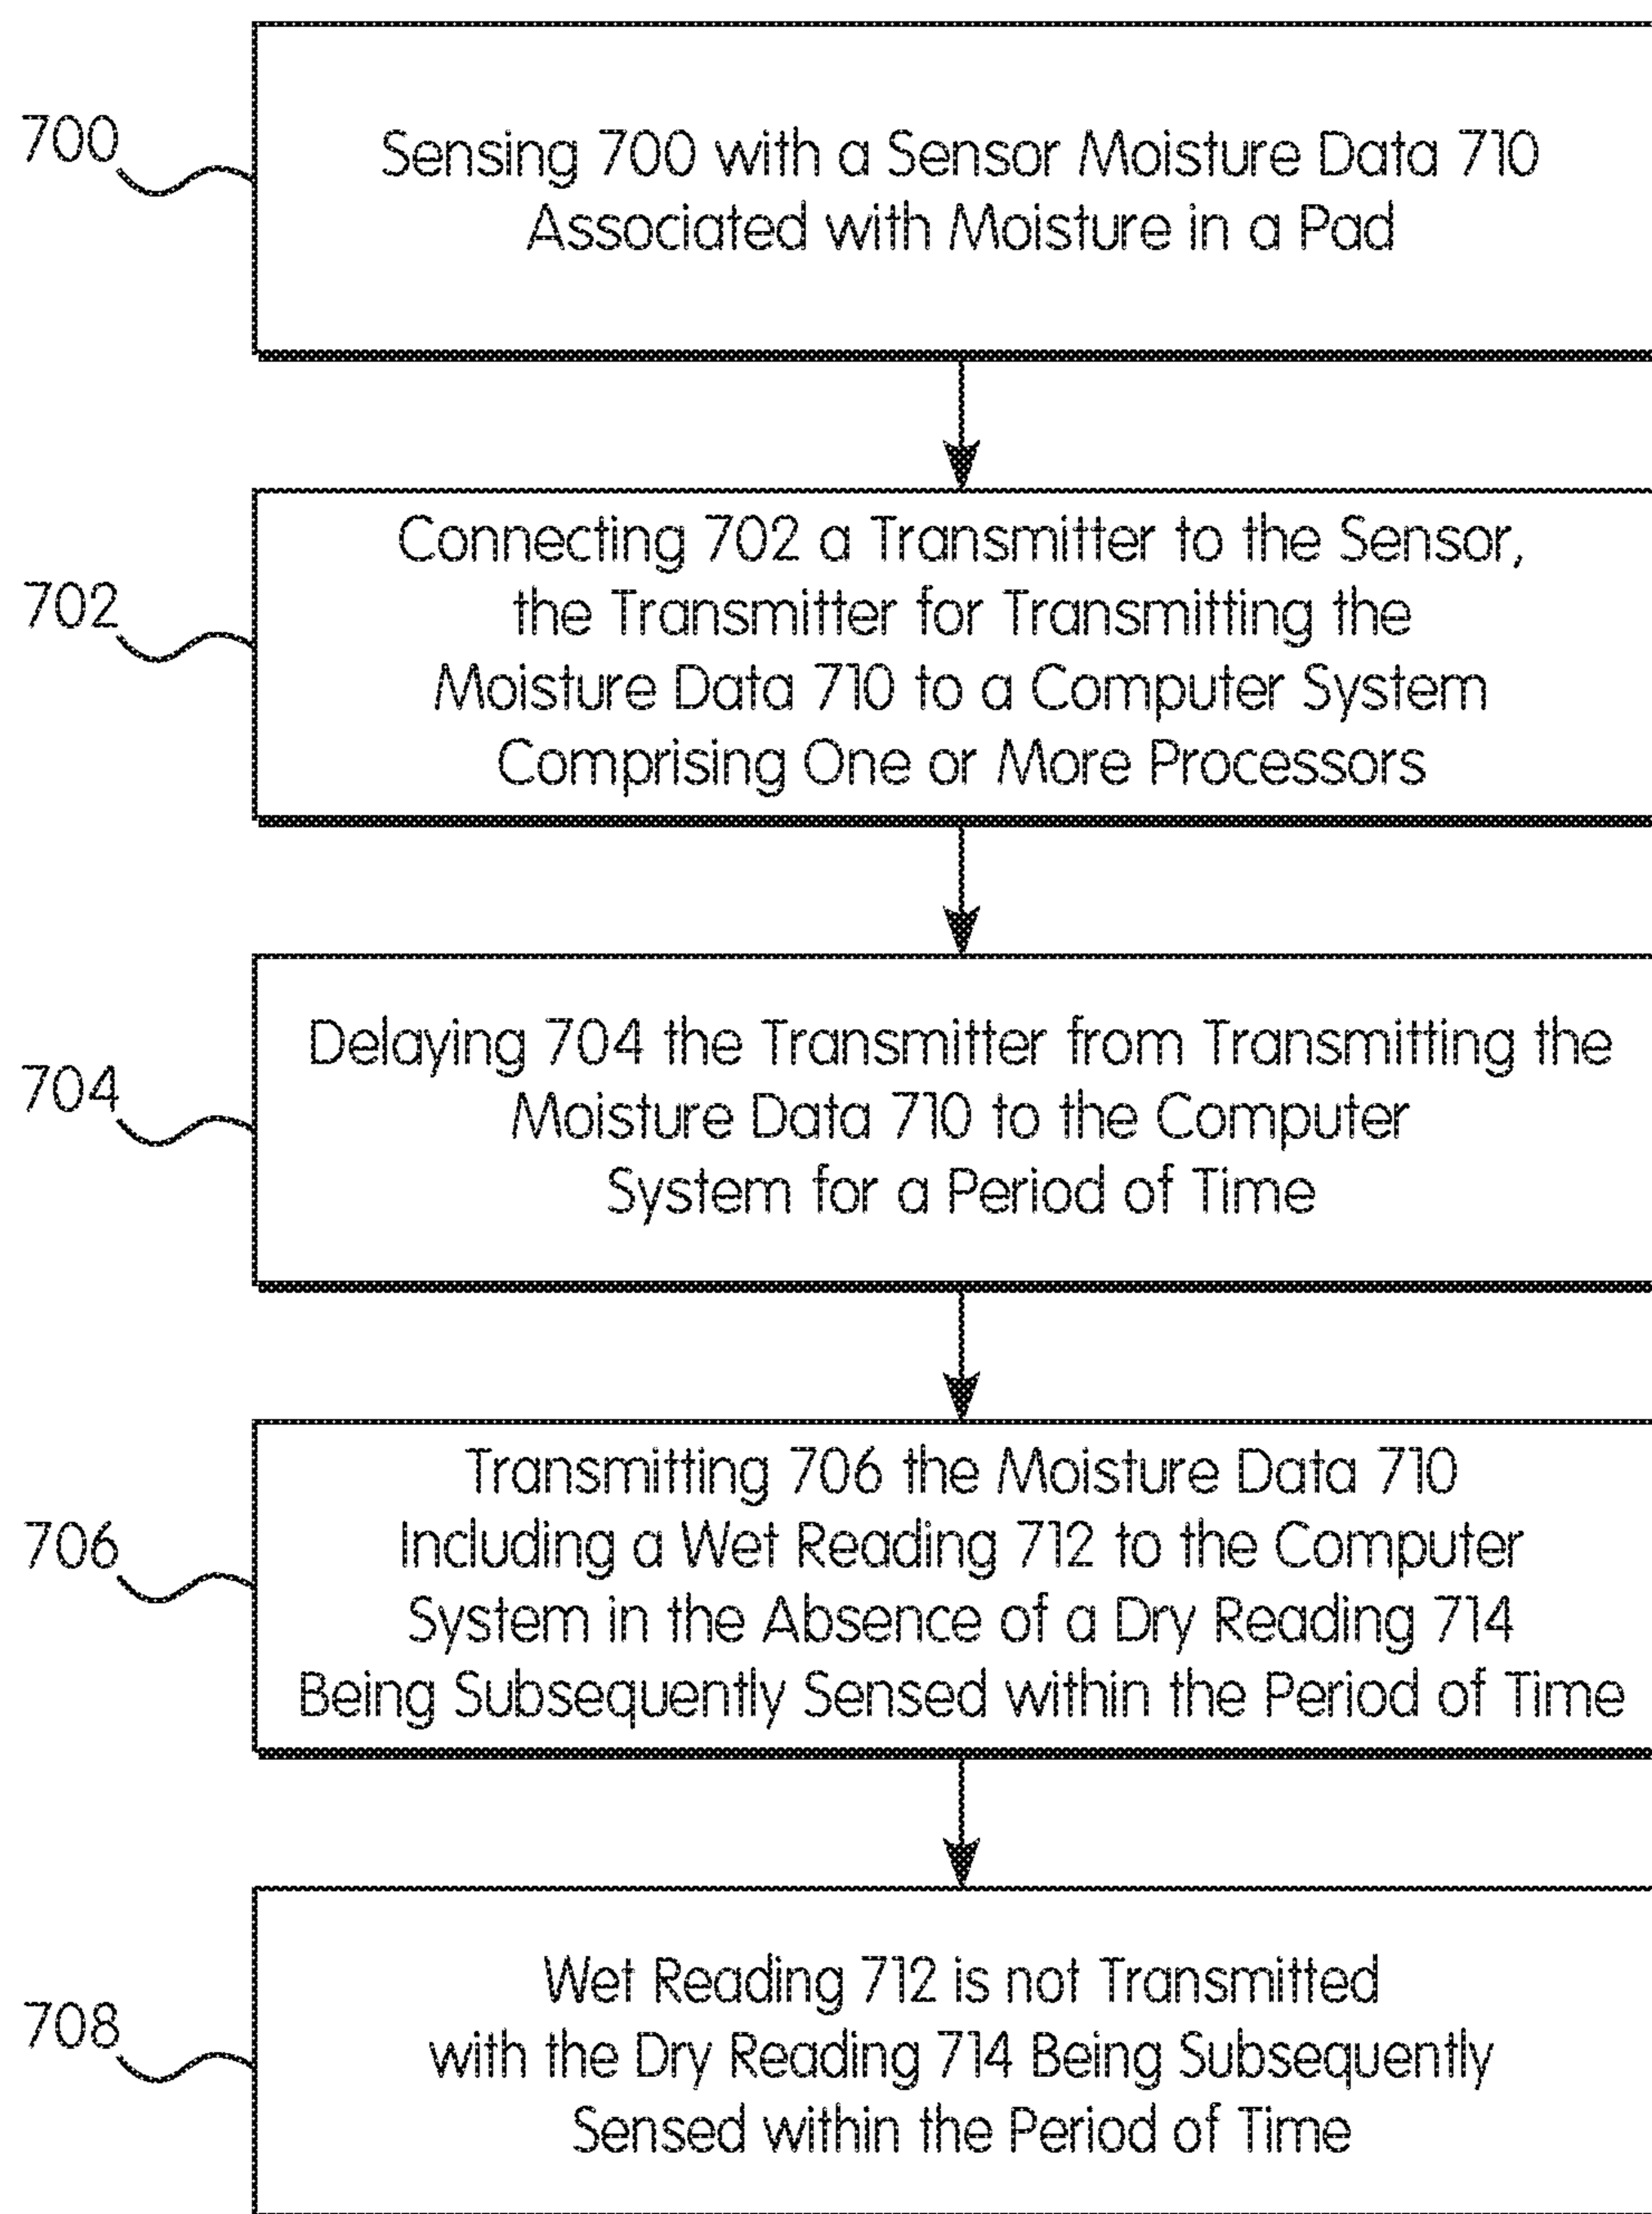 700
Sensing 700 with a Sensor Moisture Data 710
Associated with Moisture in a Pad
702
Connecting 702 a Transmitter to the Sensor,
the Transmitter for Transmitting the
Moisture Data 710 to a Computer System
Comprising One or More Processors
704
Delaying 704 the Transmitter from Transmitting the
Moisture Data 710 to the Computer
System for a Period of Time
706
Transmitting 706 the Moisture Data 710
Including a Wet Reading 712 to the Computer
System in the Absence of a Dry Reading 714
Being Subsequently Sensed within the Period of Time
708
Wet Reading 712 is not Transmitted
with the Dry Reading 714 Being Subsequently
Sensed within the Period of Time